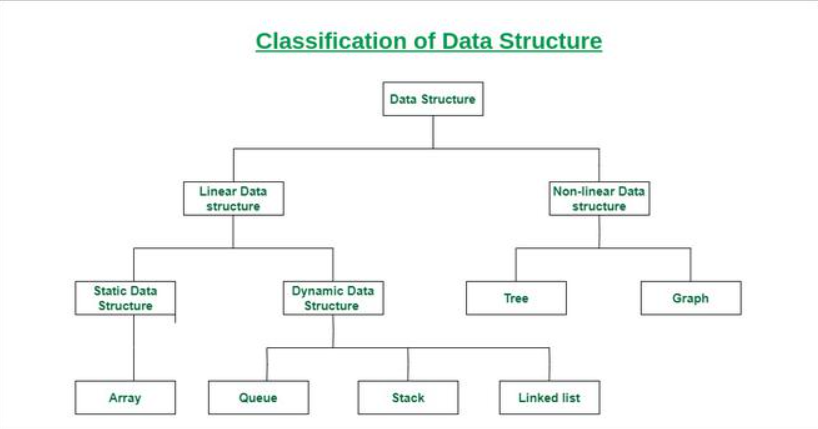 Classification of Data Structure
Data Structure
Linear Data
structure
Non-linear Data
structure
Static Data
Structure
Dynamic Data
Structure
Tree
Graph
Array
Queue
Stack
Linked list